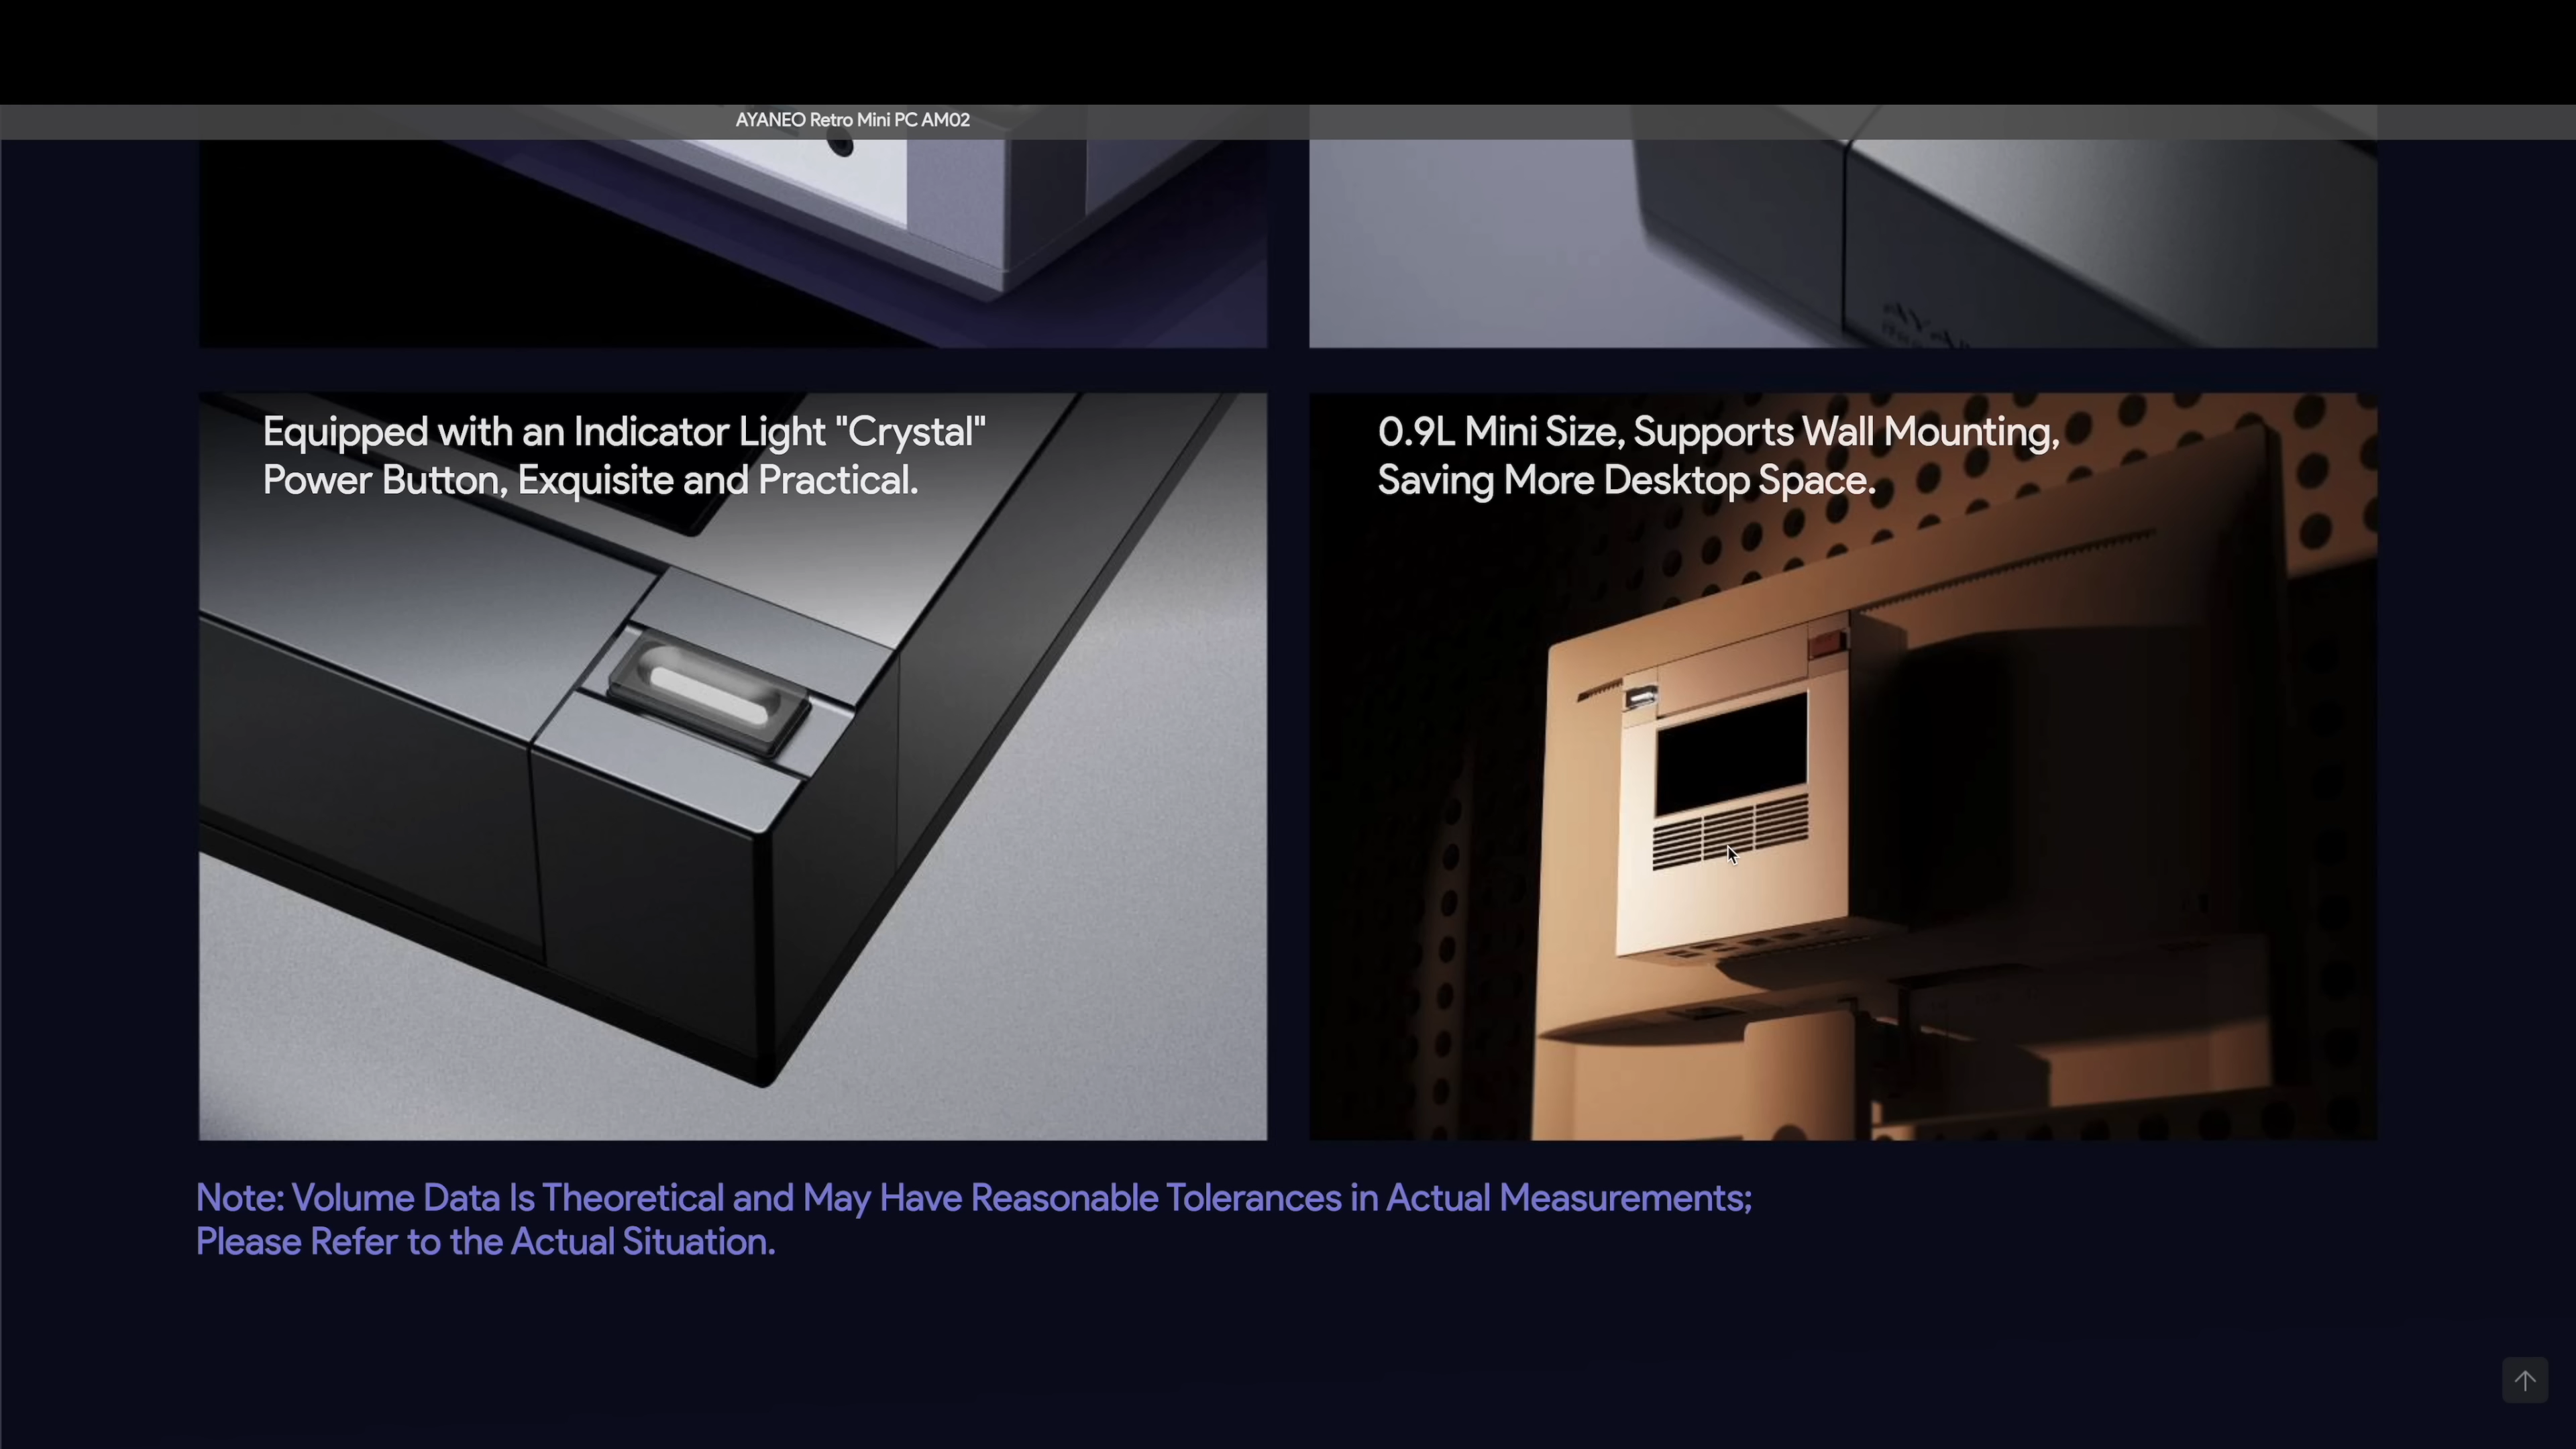 AYANEO Retro Mini PC AM02
Equipped with an Indicator Light "Crystal"
Power Button, Exquisite and Practical.
0.9L Mini Size, Supports Wall Mounting,
Saving More Desktop Space.
Note: Volume Data Is Theoretical and May Have Reasonable Tolerances in Actual Measurements;
Please Refer to the Actual Situation.